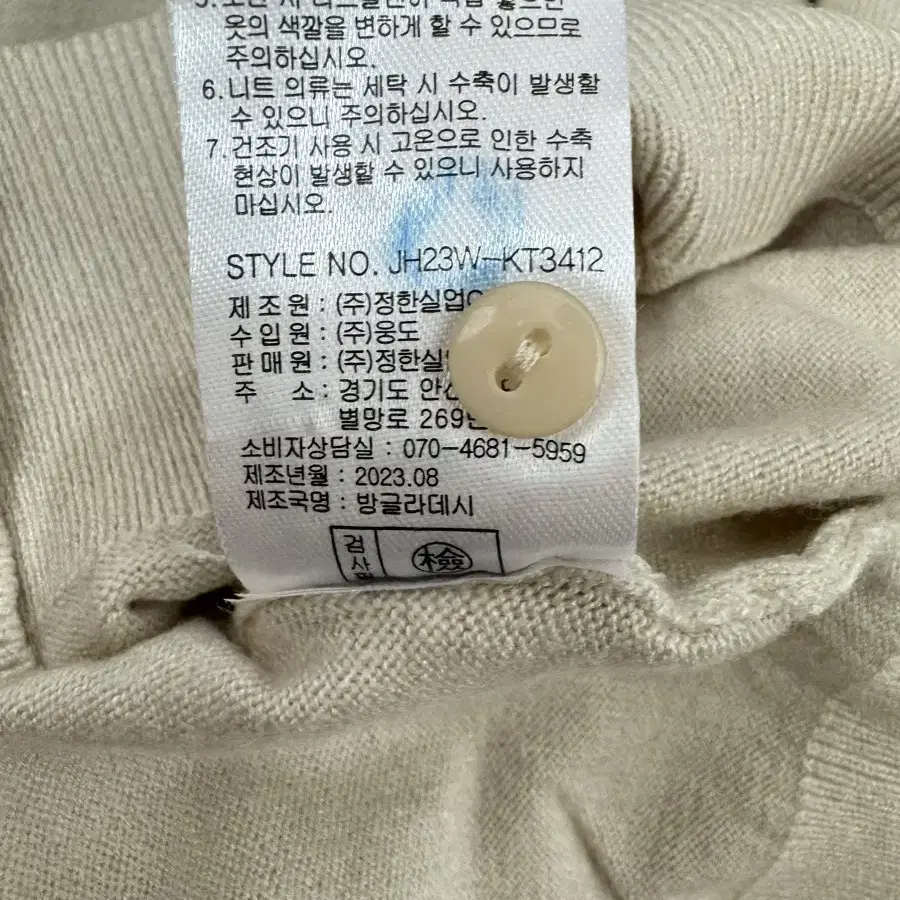 옷의 색깔을 변하게 할 수 있으므로
주의하십시오.
6.니트 의류는 세탁 시 수축이 발생할
수 있으니 주의하십시오.
7.건조기 사용 시 고온으로 인한 수축
현상이 발생할 수 있으니 사용하지
마십시오.
STYLE NO. JH23W-KT3412
제 조 원 : (주)정한실업
수 입 원 : (주)웅도
판 매 원 : (주)정한실
주 소 : 경기도
별망로 269
소비자상담실 : 070-4681-5959
제조년월 : 2023.08
제조국명 : 방글라데시
검
사
檢